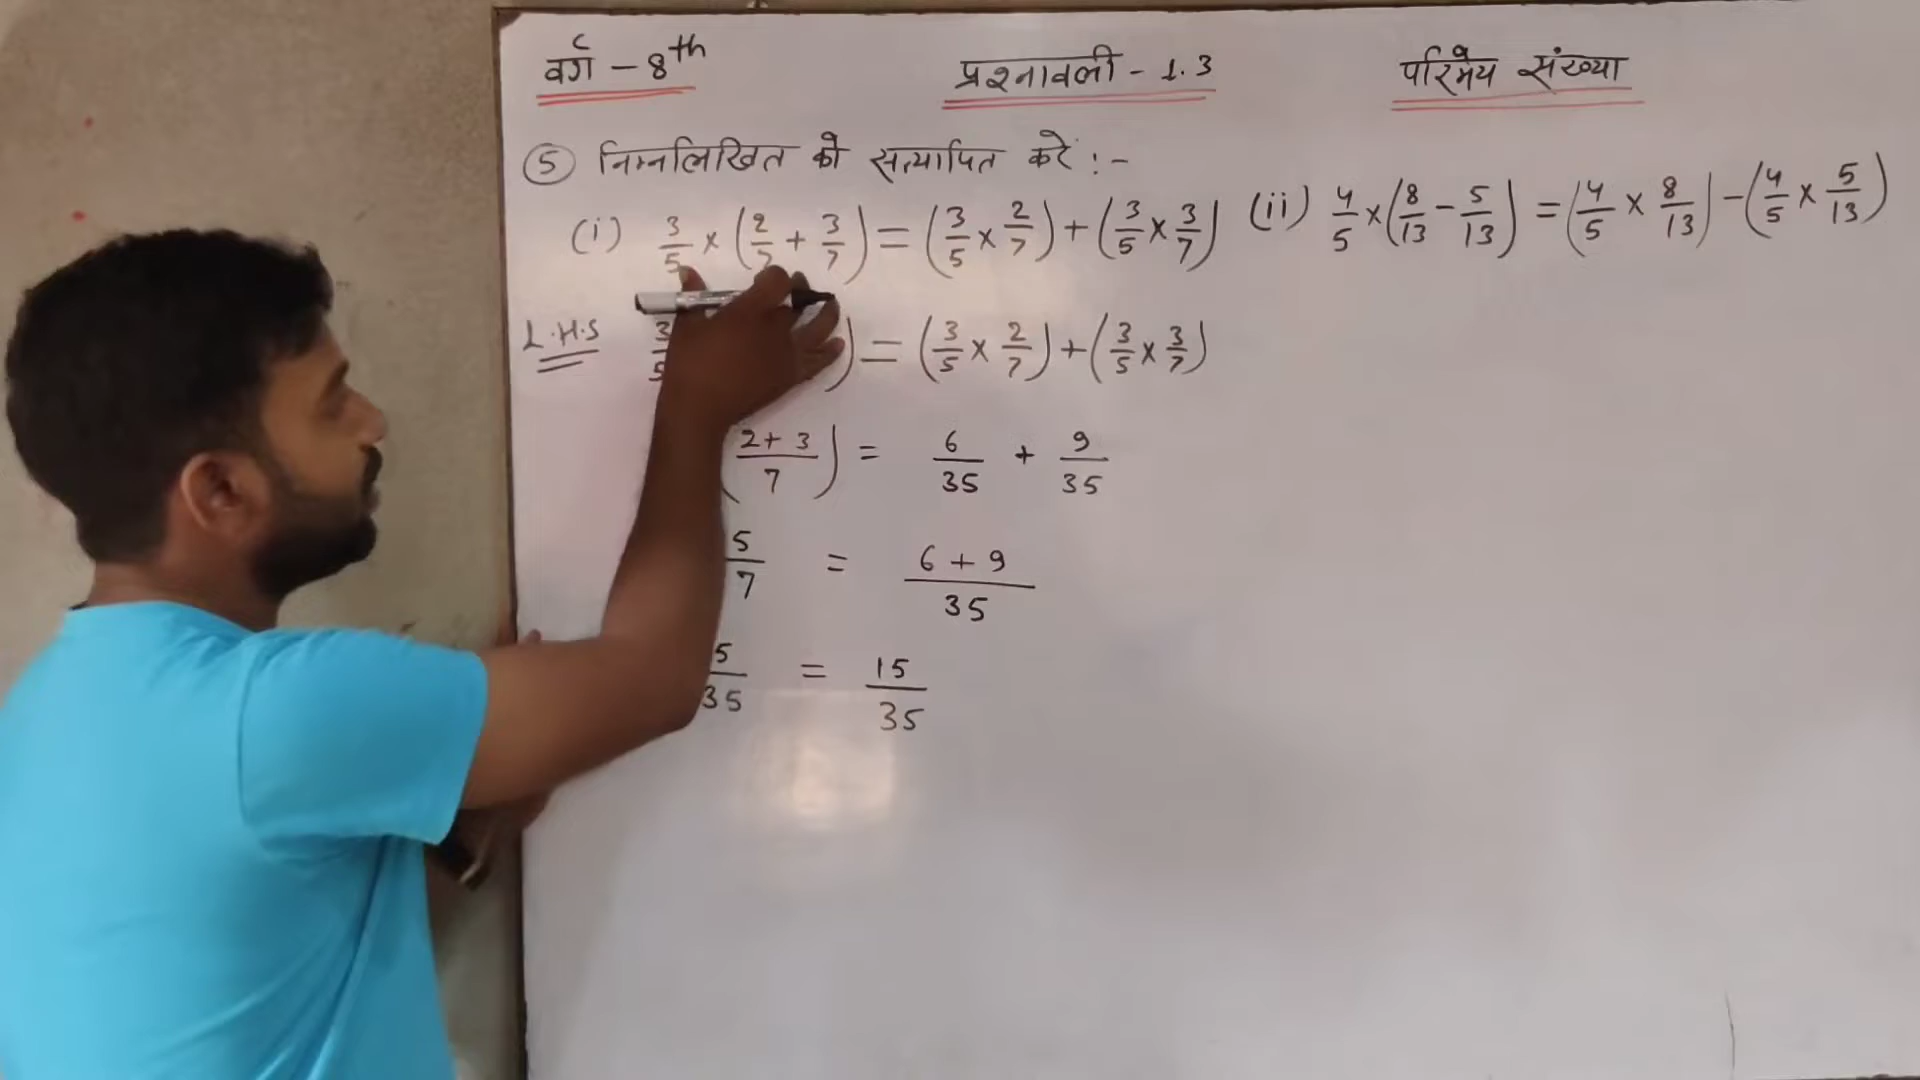 वर्ग - 8th
प्रश्नावली - 1.3
परिमेय संख्या
(5) निम्नलिखित को सत्यापित करें :-
(i) 3/5 × (2/7 + 3/7) = (3/5 × 2/7) + (3/5 × 3/7)
(ii) 4/5 × (8/13 - 5/13) = (4/5 × 8/13) - (4/5 × 5/13)
L.H.S 3/5 ) = (3/5 × 2/7) + (3/5 × 3/7)
(2+3/7) = 6/35 + 9/35
5/7 = 6+9/35
5/35 = 15/35